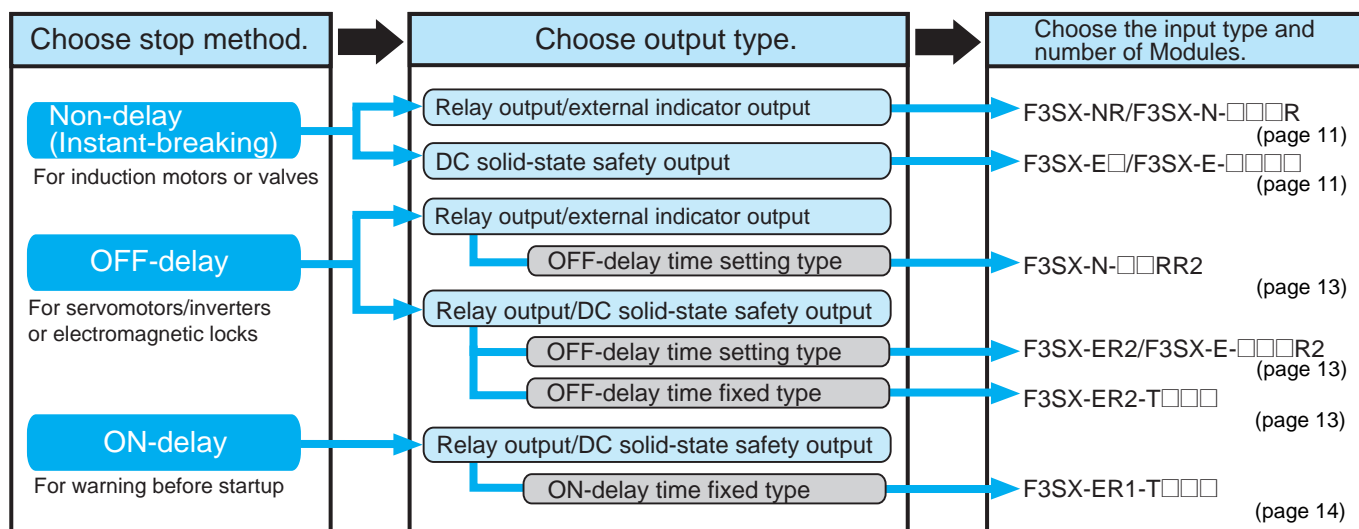 Choose stop method.
Choose output type.
Choose the input type and
number of Modules.
Non-delay
(Instant-breaking)
For induction motors or valves
Relay output/external indicator output
F3SX-NR/F3SX-N-□□□R
(page 11)
DC solid-state safety output
F3SX-E□/F3SX-E-□□□□
(page 11)
OFF-delay
For servomotors/inverters
or electromagnetic locks
Relay output/external indicator output
OFF-delay time setting type
F3SX-N-□□RR2
(page 13)
Relay output/DC solid-state safety output
OFF-delay time setting type
F3SX-ER2/F3SX-E-□□□R2
(page 13)
OFF-delay time fixed type
F3SX-ER2-T□□□
(page 13)
ON-delay
For warning before startup
Relay output/DC solid-state safety output
ON-delay time fixed type
F3SX-ER1-T□□□
(page 14)